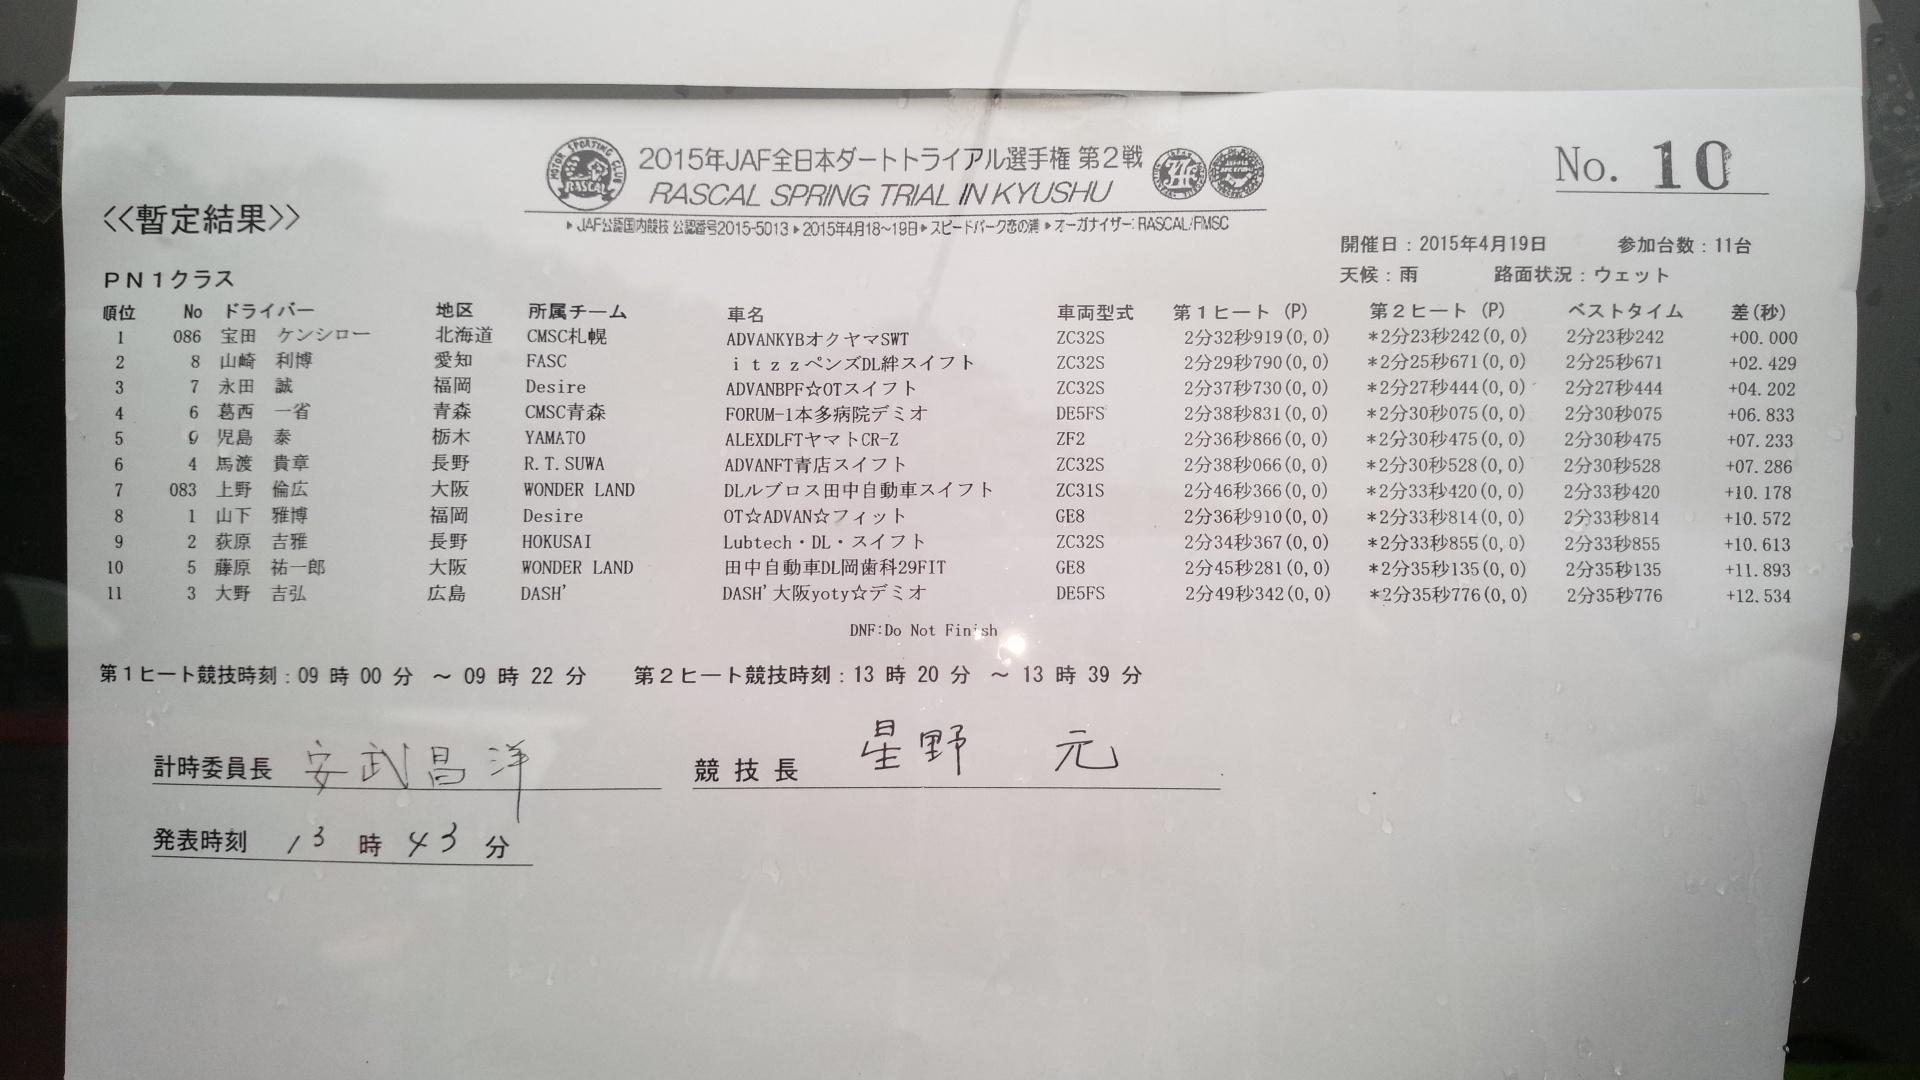 2015年JAF全日本ダートトライアル選手権 第2戦
RASCAL SPRING TRIAL IN KYUSHU
No. 10
<<暫定結果>>
▶JAF公認国内競技 公認番号2015-5013▶2015年4月18~19日▶スピードパーク恋の浦▶オーガナイザー:RASCAL/FMSC
開催日:2015年4月19日 参加台数:11台
PN1クラス
天候:雨 路面状況:ウェット
順位 No ドライバー 地区 所属チーム 車名 車両型式 第1ヒート (P) 第2ヒート (P) ベストタイム 差(秒)
1 086 宝田 ケンシロー 北海道 CMSC札幌 ADVANKYBオクヤマSWT ZC32S 2分32秒919(0,0) *2分23秒242(0,0) 2分23秒242 +00.000
2 8 山崎 利博 愛知 FASC itzzペンズDL絆スイフト ZC32S 2分29秒790(0,0) *2分25秒671(0,0) 2分25秒671 +02.429
3 7 永田 誠 福岡 Desire ADVANBPF☆OTスイフト ZC32S 2分37秒730(0,0) *2分27秒444(0,0) 2分27秒444 +04.202
4 6 葛西 一省 青森 CMSC青森 FORUM-1本多病院デミオ DE5FS 2分38秒831(0,0) *2分30秒075(0,0) 2分30秒075 +06.833
5 9 児島 泰 栃木 YAMATO ALEXDLFTヤマトCR-Z ZF2 2分36秒866(0,0) *2分30秒475(0,0) 2分30秒475 +07.233
6 4 馬渡 貴章 長野 R.T.SUWA ADVANFT青店スイフト ZC32S 2分38秒066(0,0) *2分30秒528(0,0) 2分30秒528 +07.286
7 083 上野 倫広 大阪 WONDER LAND DLルブロス田中自動車スイフト ZC31S 2分46秒366(0,0) *2分33秒420(0,0) 2分33秒420 +10.178
8 1 山下 雅博 福岡 Desire OT☆ADVAN☆フィット GE8 2分36秒910(0,0) *2分33秒814(0,0) 2分33秒814 +10.572
9 2 荻原 吉雅 長野 HOKUSAI Lubtech・DL・スイフト ZC32S 2分34秒367(0,0) *2分33秒855(0,0) 2分33秒855 +10.613
10 5 藤原 祐一郎 大阪 WONDER LAND 田中自動車DL岡歯科29FIT GE8 2分45秒281(0,0) *2分35秒135(0,0) 2分35秒135 +11.893
11 3 大野 吉弘 広島 DASH' DASH'大阪yoty☆デミオ DE5FS 2分49秒342(0,0) *2分35秒776(0,0) 2分35秒776 +12.534
DNF:Do Not Finish
第1ヒート競技時刻:09 時 00 分 ~ 09 時 22 分 第2ヒート競技時刻:13 時 20 分 ~ 13 時 39 分
計時委員長 安武昌洋 競技長 星野 元
発表時刻 13 時 43 分